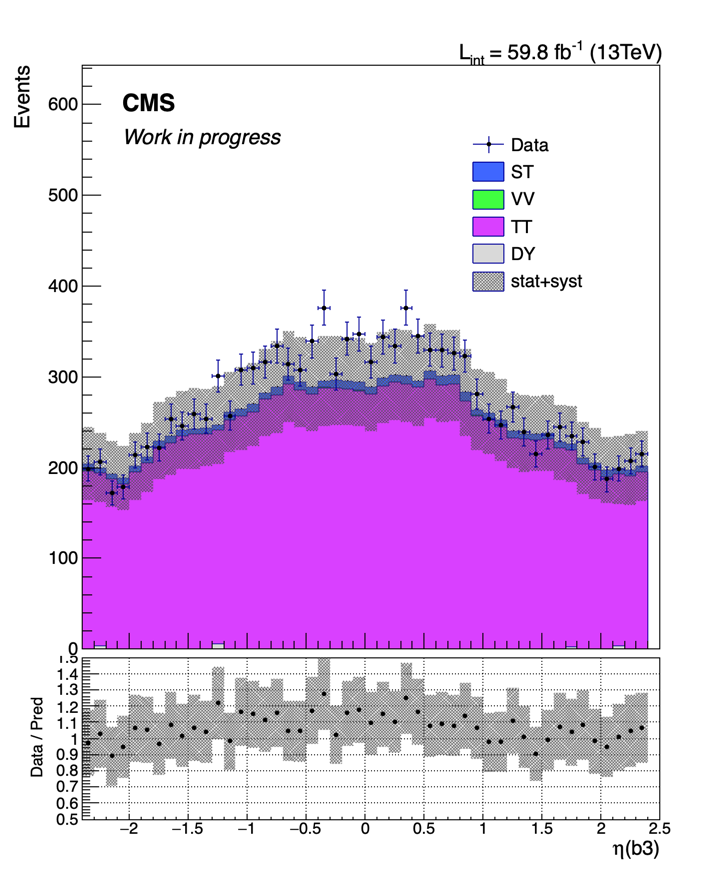 L_int = 59.8 fb⁻¹ (13TeV)
Events
CMS
Work in progress
Data
ST
VV
TT
DY
stat+syst
600
500
400
300
200
100
0
Data / Pred
1.5
1.4
1.3
1.2
1.1
1
0.9
0.8
0.7
0.6
0.5
−2 −1.5 −1 −0.5 0 0.5 1 1.5 2 2.5
η(b3)